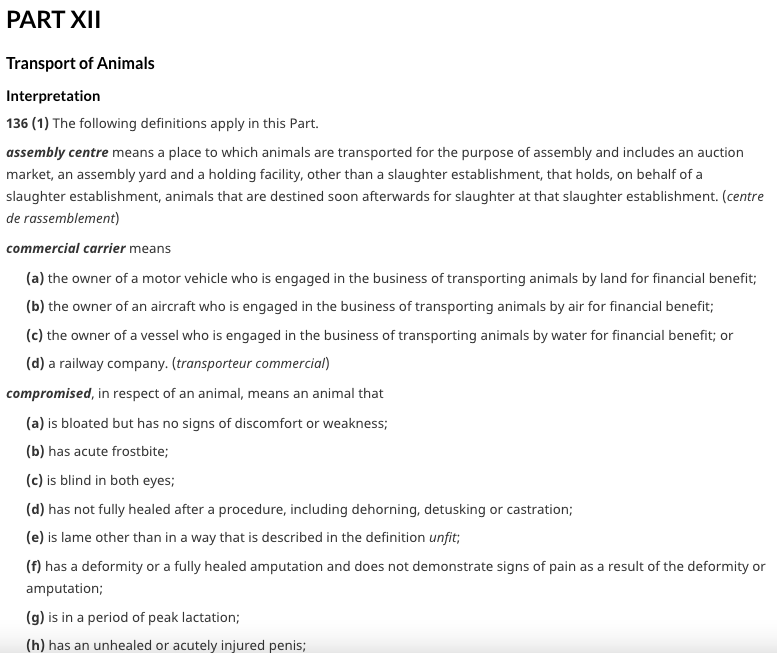 PART XII
Transport of Animals
Interpretation
136 (1) The following definitions apply in this Part.
assembly centre means a place to which animals are transported for the purpose of assembly and includes an auction
market, an assembly yard and a holding facility, other than a slaughter establishment, that holds, on behalf of a
slaughter establishment, animals that are destined soon afterwards for slaughter at that slaughter establishment. (centre
de rassemblement)
commercial carrier means
(a) the owner of a motor vehicle who is engaged in the business of transporting animals by land for financial benefit;
(b) the owner of an aircraft who is engaged in the business of transporting animals by air for financial benefit;
(c) the owner of a vessel who is engaged in the business of transporting animals by water for financial benefit; or
(d) a railway company. (transporteur commercial)
compromised, in respect of an animal, means an animal that
(a) is bloated but has no signs of discomfort or weakness;
(b) has acute frostbite;
(c) is blind in both eyes;
(d) has not fully healed after a procedure, including dehorning, detusking or castration;
(e) is lame other than in a way that is described in the definition unfit;
(f) has a deformity or a fully healed amputation and does not demonstrate signs of pain as a result of the deformity or
amputation;
(g) is in a period of peak lactation;
(h) has an unhealed or acutely injured penis;